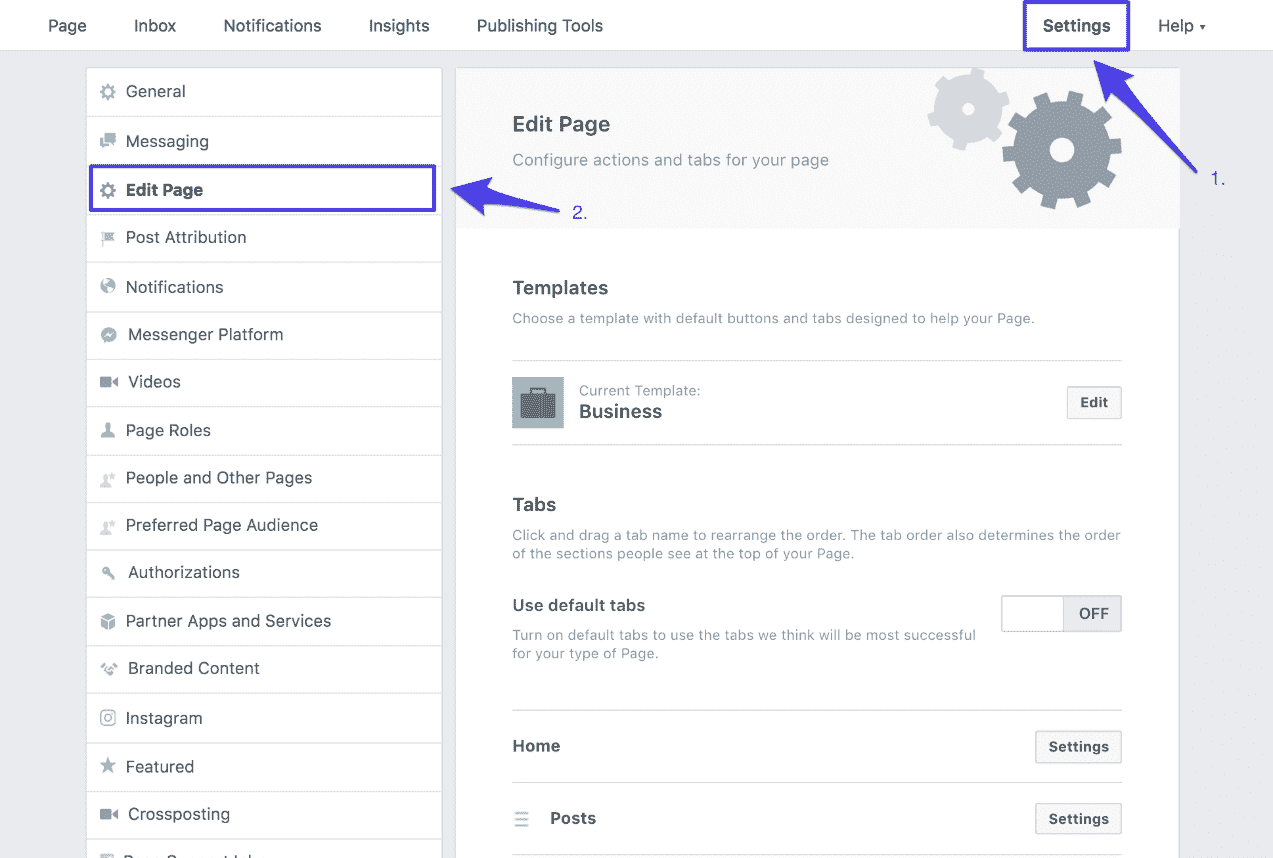 Page Inbox Notifications Insights Publishing Tools Settings Help
1.
General
Messaging
Edit Page
2.
Post Attribution
Notifications
Messenger Platform
Videos
Page Roles
People and Other Pages
Preferred Page Audience
Authorizations
Partner Apps and Services
Branded Content
Instagram
Featured
Crossposting
Edit Page
Configure actions and tabs for your page
Templates
Choose a template with default buttons and tabs designed to help your Page.
Current Template:
Business
Edit
Tabs
Click and drag a tab name to rearrange the order. The tab order also determines the order
of the sections people see at the top of your Page.
Use default tabs
OFF
Turn on default tabs to use the tabs we think will be most successful
for your type of Page.
Home Settings
Posts Settings